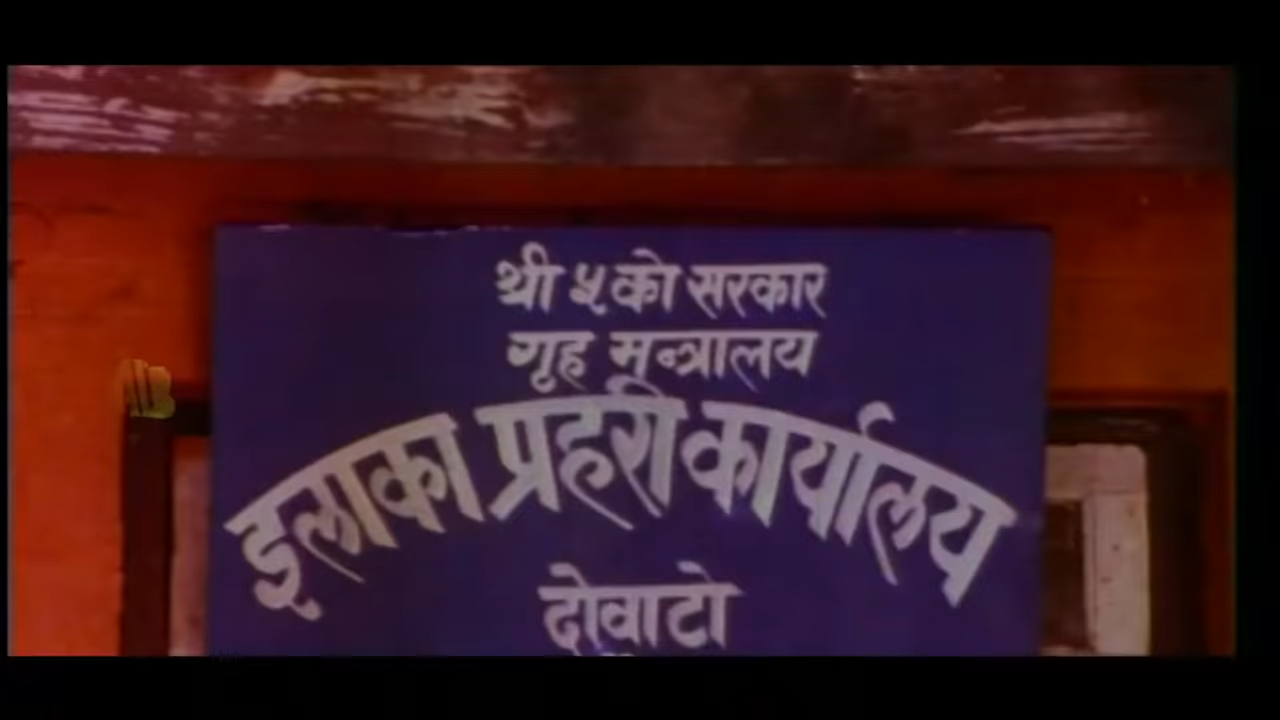 श्री ५ को सरकार
गृह मन्त्रालय
इलाका प्रहरी कार्यालय
दोवाटो